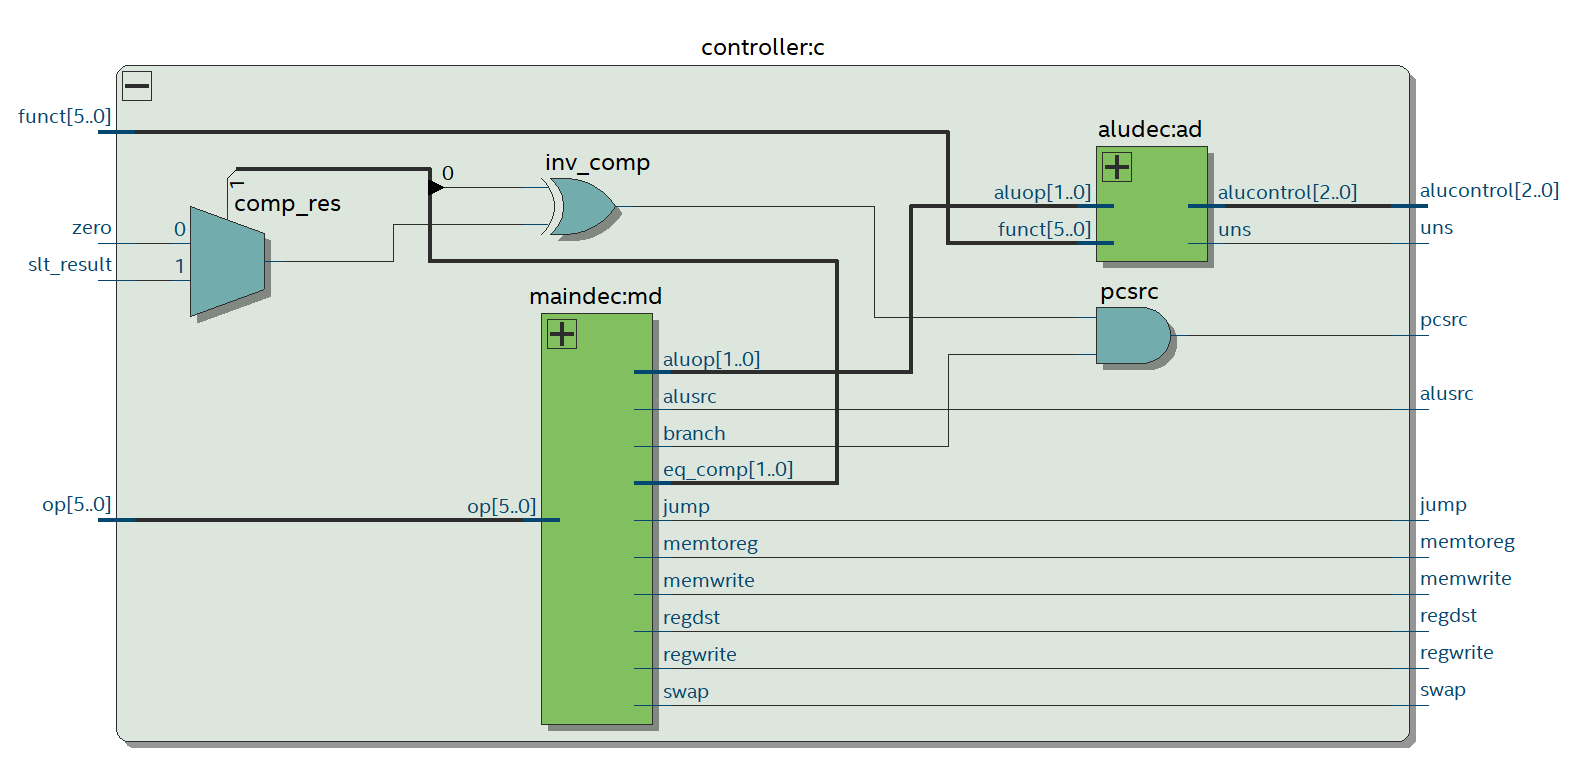 controller:c
funct[5..0]
aludec:ad
inv_comp
0
1
comp_res
aluop[1..0]
alucontrol[2..0]
alucontrol[2..0]
zero
0
funct[5..0]
uns
uns
slt_result
1
maindec:md
pcsrc
pcsrc
aluop[1..0]
alusrc
alusrc
branch
eq_comp[1..0]
op[5..0]
op[5..0]
jump
jump
memtoreg
memtoreg
memwrite
memwrite
regdst
regdst
regwrite
regwrite
swap
swap